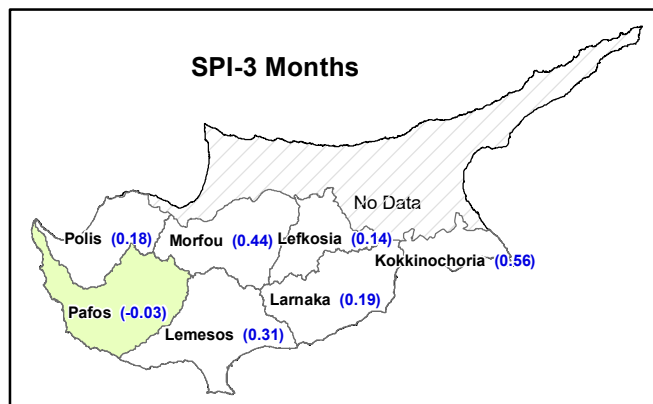 SPI-3 Months
No Data
Polis (0.18)
Morfou (0.44)
Lefkosia (0.14)
Kokkinochoria (0.56)
Pafos (-0.03)
Larnaka (0.19)
Lemesos (0.31)